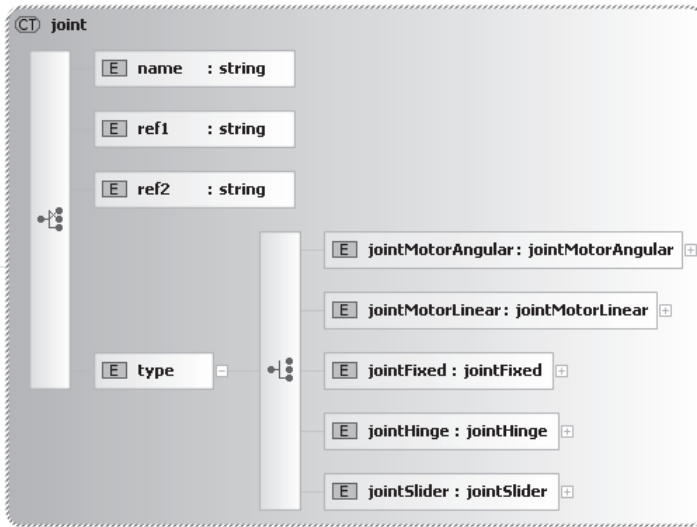 CT joint
E name : string
E ref1 : string
E ref2 : string
E jointMotorAngular : jointMotorAngular
E jointMotorLinear : jointMotorLinear
E type
E jointFixed : jointFixed
E jointHinge : jointHinge
E jointSlider : jointSlider